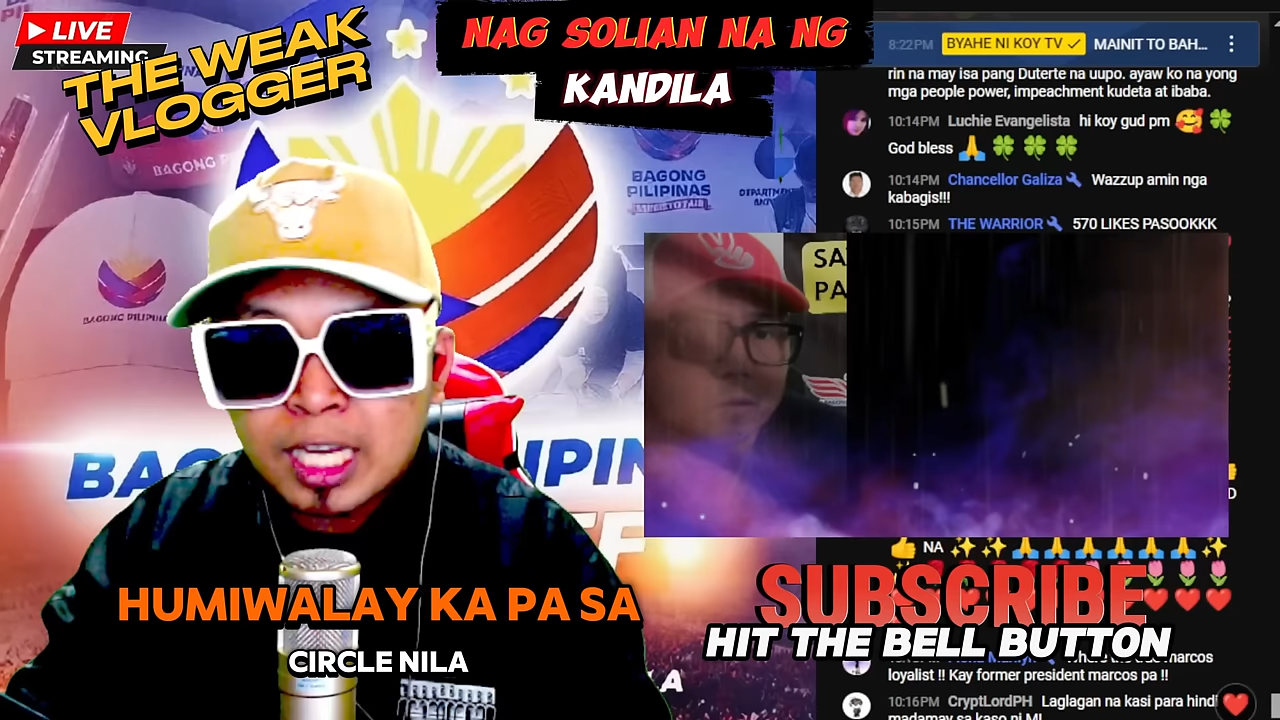 LIVE
STREAMING
THE WEAK
VLOGGER
NAG SOLIAN NA NG
KANDILA
BAGONG
PILIPINAS
BAGONG PILIPIN
SA
PA
HUMIWALAY KA PA SA
CIRCLE NILA
8:22PM BYAHE NI KOY TV MAINIT TO BAH...
rin na may isa pang Duterte na uupo. ayaw ko na yong
mga people power, impeachment kudeta at ibaba.
10:14PM Luchie Evangelista hi koy gud pm 🥰 🍀
God bless 🙏 🍀 🍀 🍀
10:14PM Chancellor Galiza 🔧 Wazzup amin nga
kabagis!!!
10:15PM THE WARRIOR 🔧 570 LIKES PASOOKKK
👍 NA ✨✨🙏🙏🙏🙏🙏🙏✨
SUBSCRIBE
HIT THE BELL BUTTON
marcos
loyalist !! Kay former president marcos pa !!
10:16PM CryptLordPH Laglagan na kasi para hindi
madamay sa kaso ni